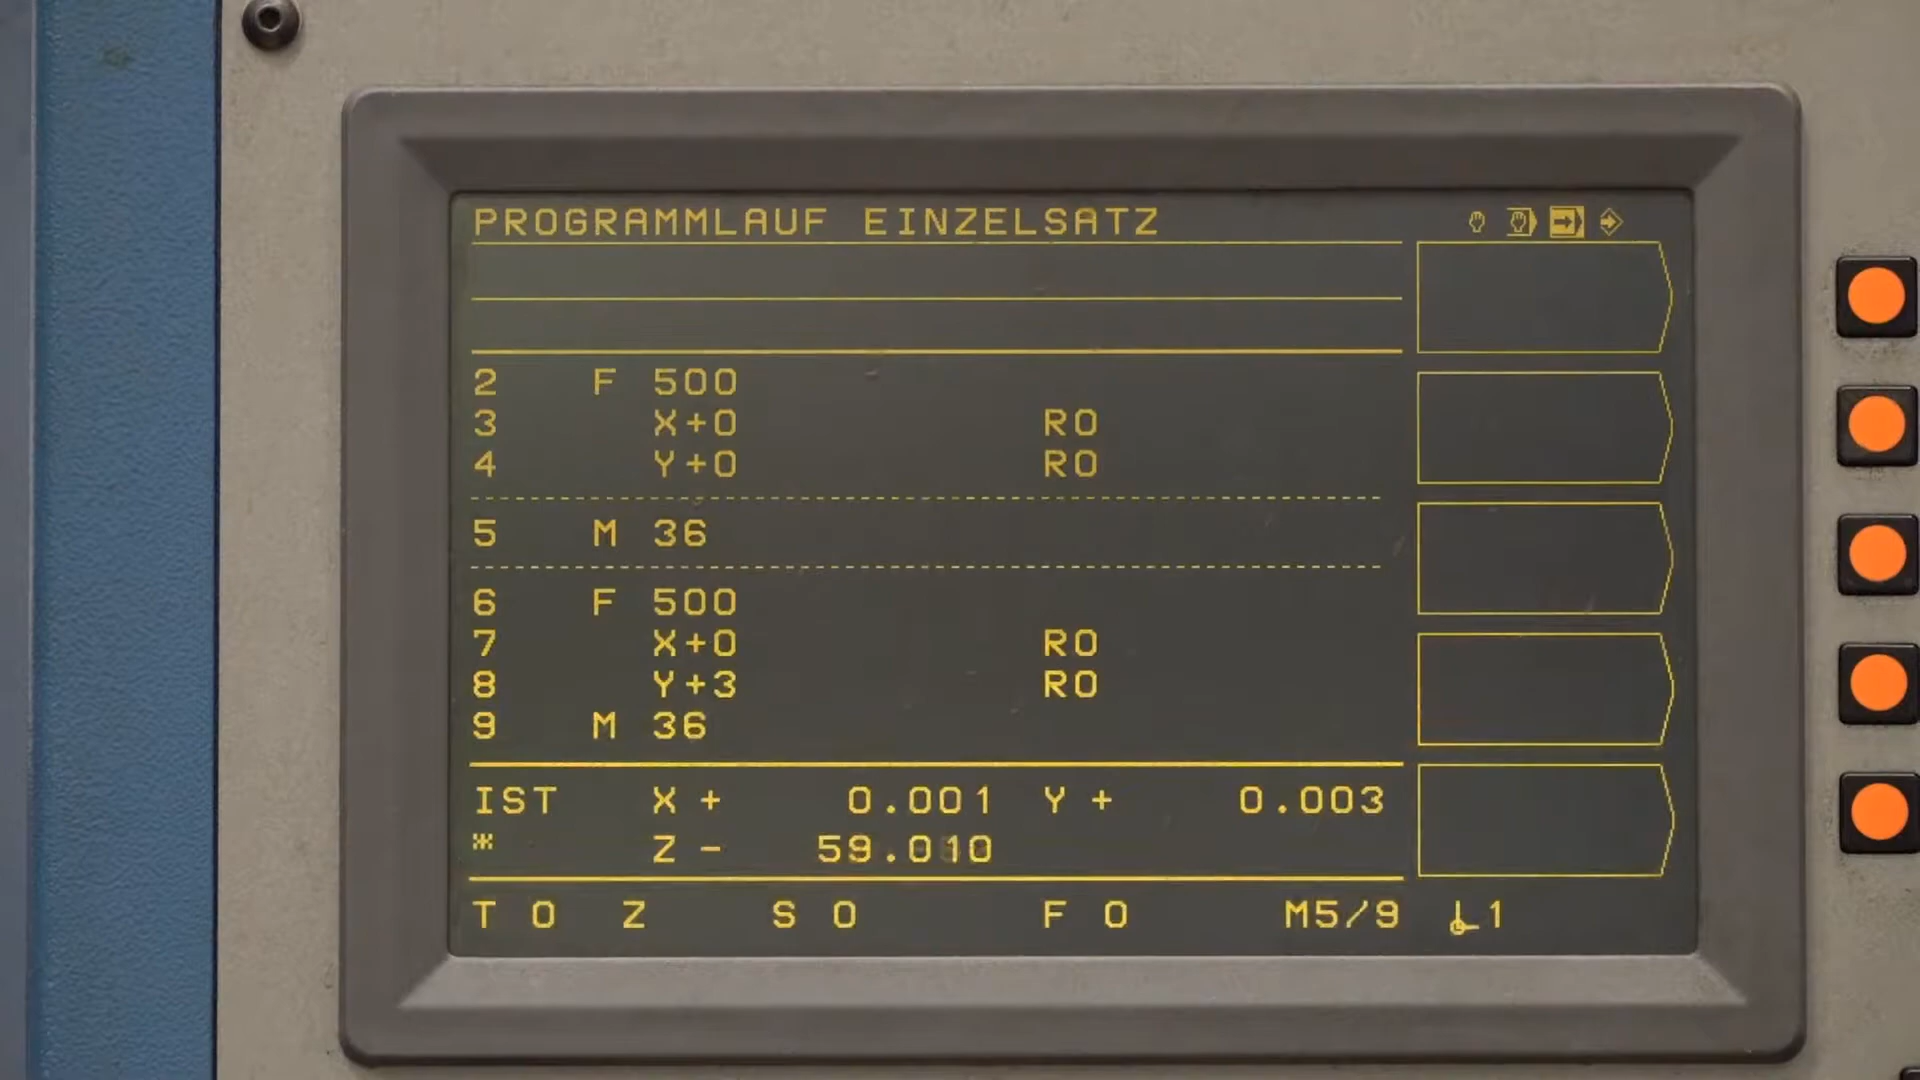 PROGRAMMLAUF EINZELSATZ
2 F 500
3 X+0 R0
4 Y+0 R0
5 M 36
6 F 500
7 X+0 R0
8 Y+3 R0
9 M 36
IST X + 0.001 Y + 0.003
* Z - 59.010
T 0 Z S 0 F 0 M5/9 1